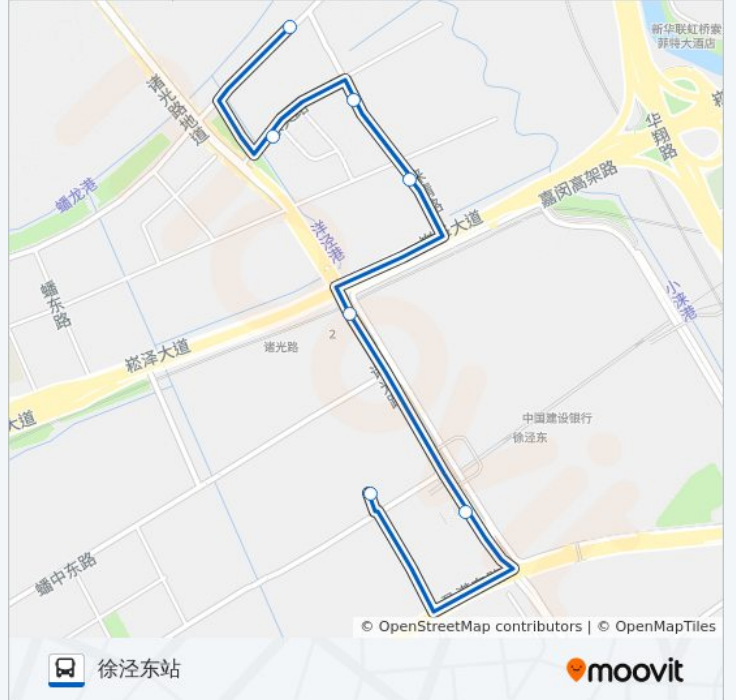 新华联虹桥索
菲特大酒店
诸光路地道
华翔路
嘉闵高架路
蟠龙港
洋泾港
大道
小涞港
蟠东路
2
诸光路
崧泽大道
大道
中国建设银行
徐泾东
蟠中东路
© OpenStreetMap contributors | © OpenMapTiles
徐泾东站
moovit